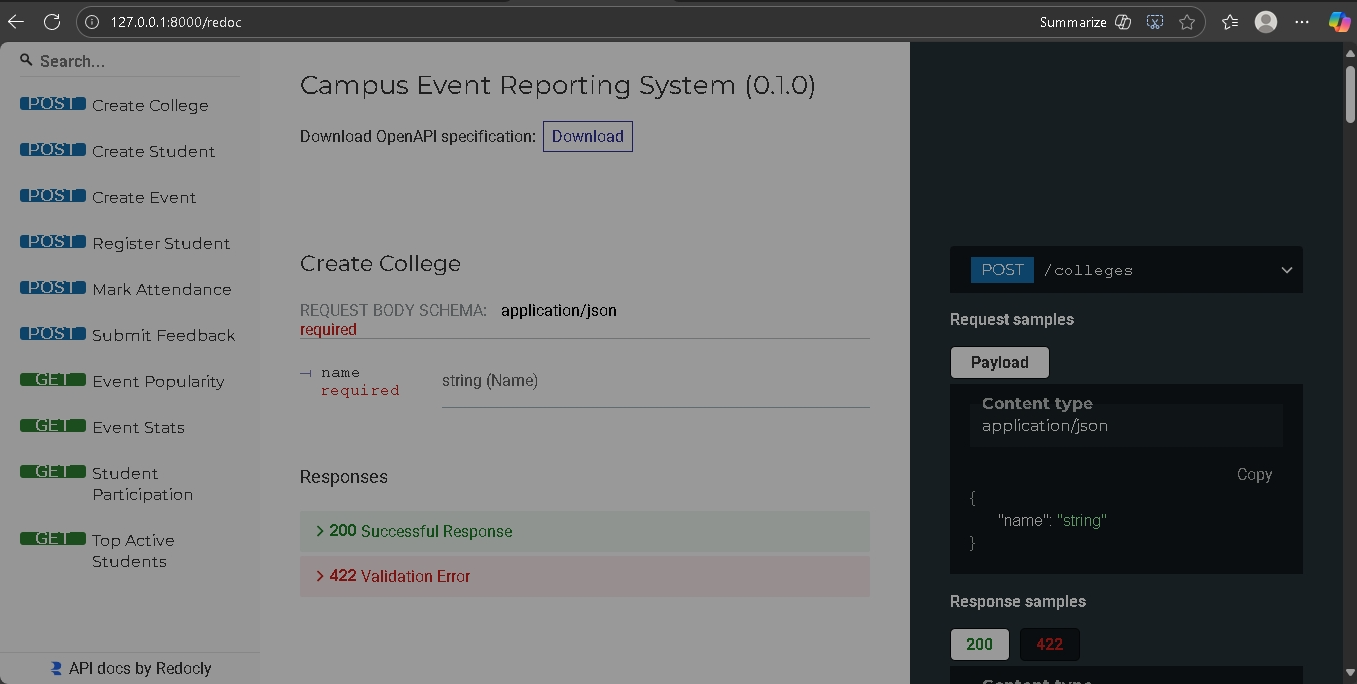 127.0.0.1:8000/redoc
Summarize
Search...
POST Create College
POST Create Student
POST Create Event
POST Register Student
POST Mark Attendance
POST Submit Feedback
GET Event Popularity
GET Event Stats
GET Student
Participation
GET Top Active
Students
API docs by Redocly
Campus Event Reporting System (0.1.0)
Download OpenAPI specification: Download
Create College
REQUEST BODY SCHEMA: application/json
required
name
required
string (Name)
Responses
200 Successful Response
422 Validation Error
POST /colleges
Request samples
Payload
Content type
application/json
Copy
{
"name": "string"
}
Response samples
200 422
Content type